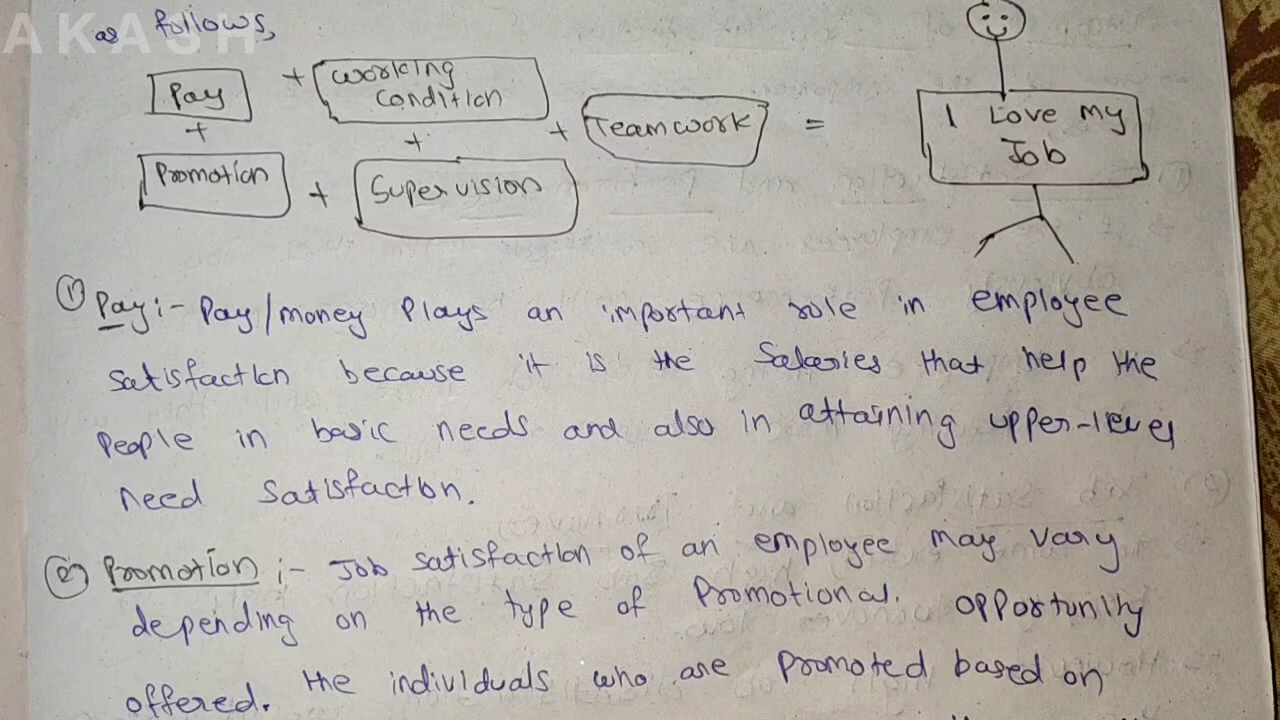 AKASH
as follows,
Pay + Working
Condition
+ + + Teamwork =
Promotion + Supervision
I Love my
Job
① Pay :- Pay/money Plays an important role in employee
satisfaction because it is the Salaries that help the
people in basic needs and also in attaining upper-level
need satisfaction.
② Promotion :- Job satisfaction of an employee may vary
depending on the type of Promotional. opportunity
offered. the individuals who are promoted based on